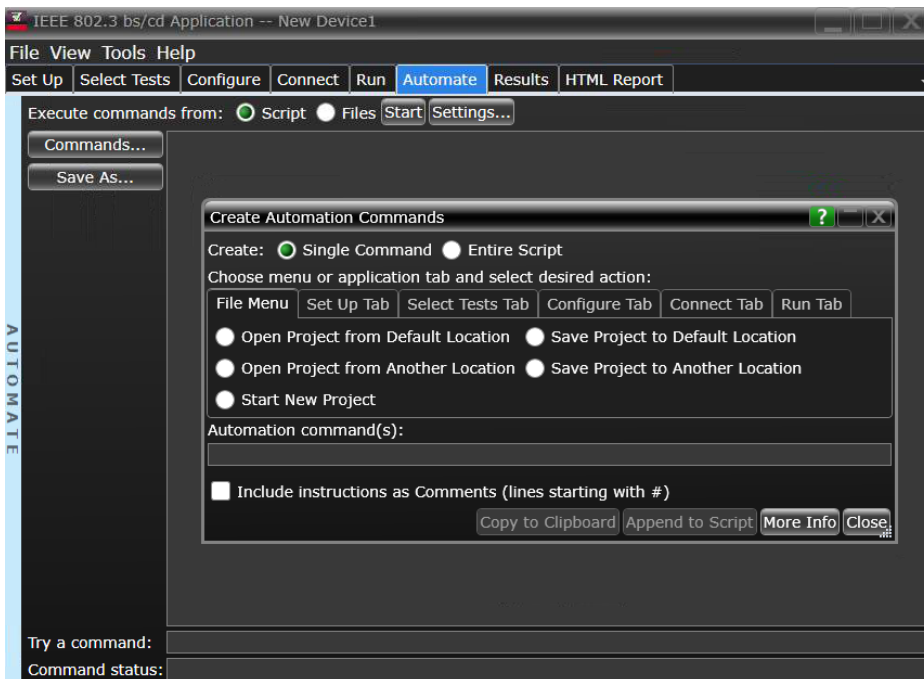 IEEE 802.3 bs/cd Application -- New Device1
File View Tools Help
Set Up Select Tests Configure Connect Run Automate Results HTML Report
Execute commands from: Script Files Start Settings...
Commands...
Save As...
Create Automation Commands ?
Create: Single Command Entire Script
Choose menu or application tab and select desired action:
File Menu Set Up Tab Select Tests Tab Configure Tab Connect Tab Run Tab
Open Project from Default Location Save Project to Default Location
Open Project from Another Location Save Project to Another Location
Start New Project
Automation command(s):
Include instructions as Comments (lines starting with #)
Copy to Clipboard Append to Script More Info Close
AUTOMATE
Try a command:
Command status: